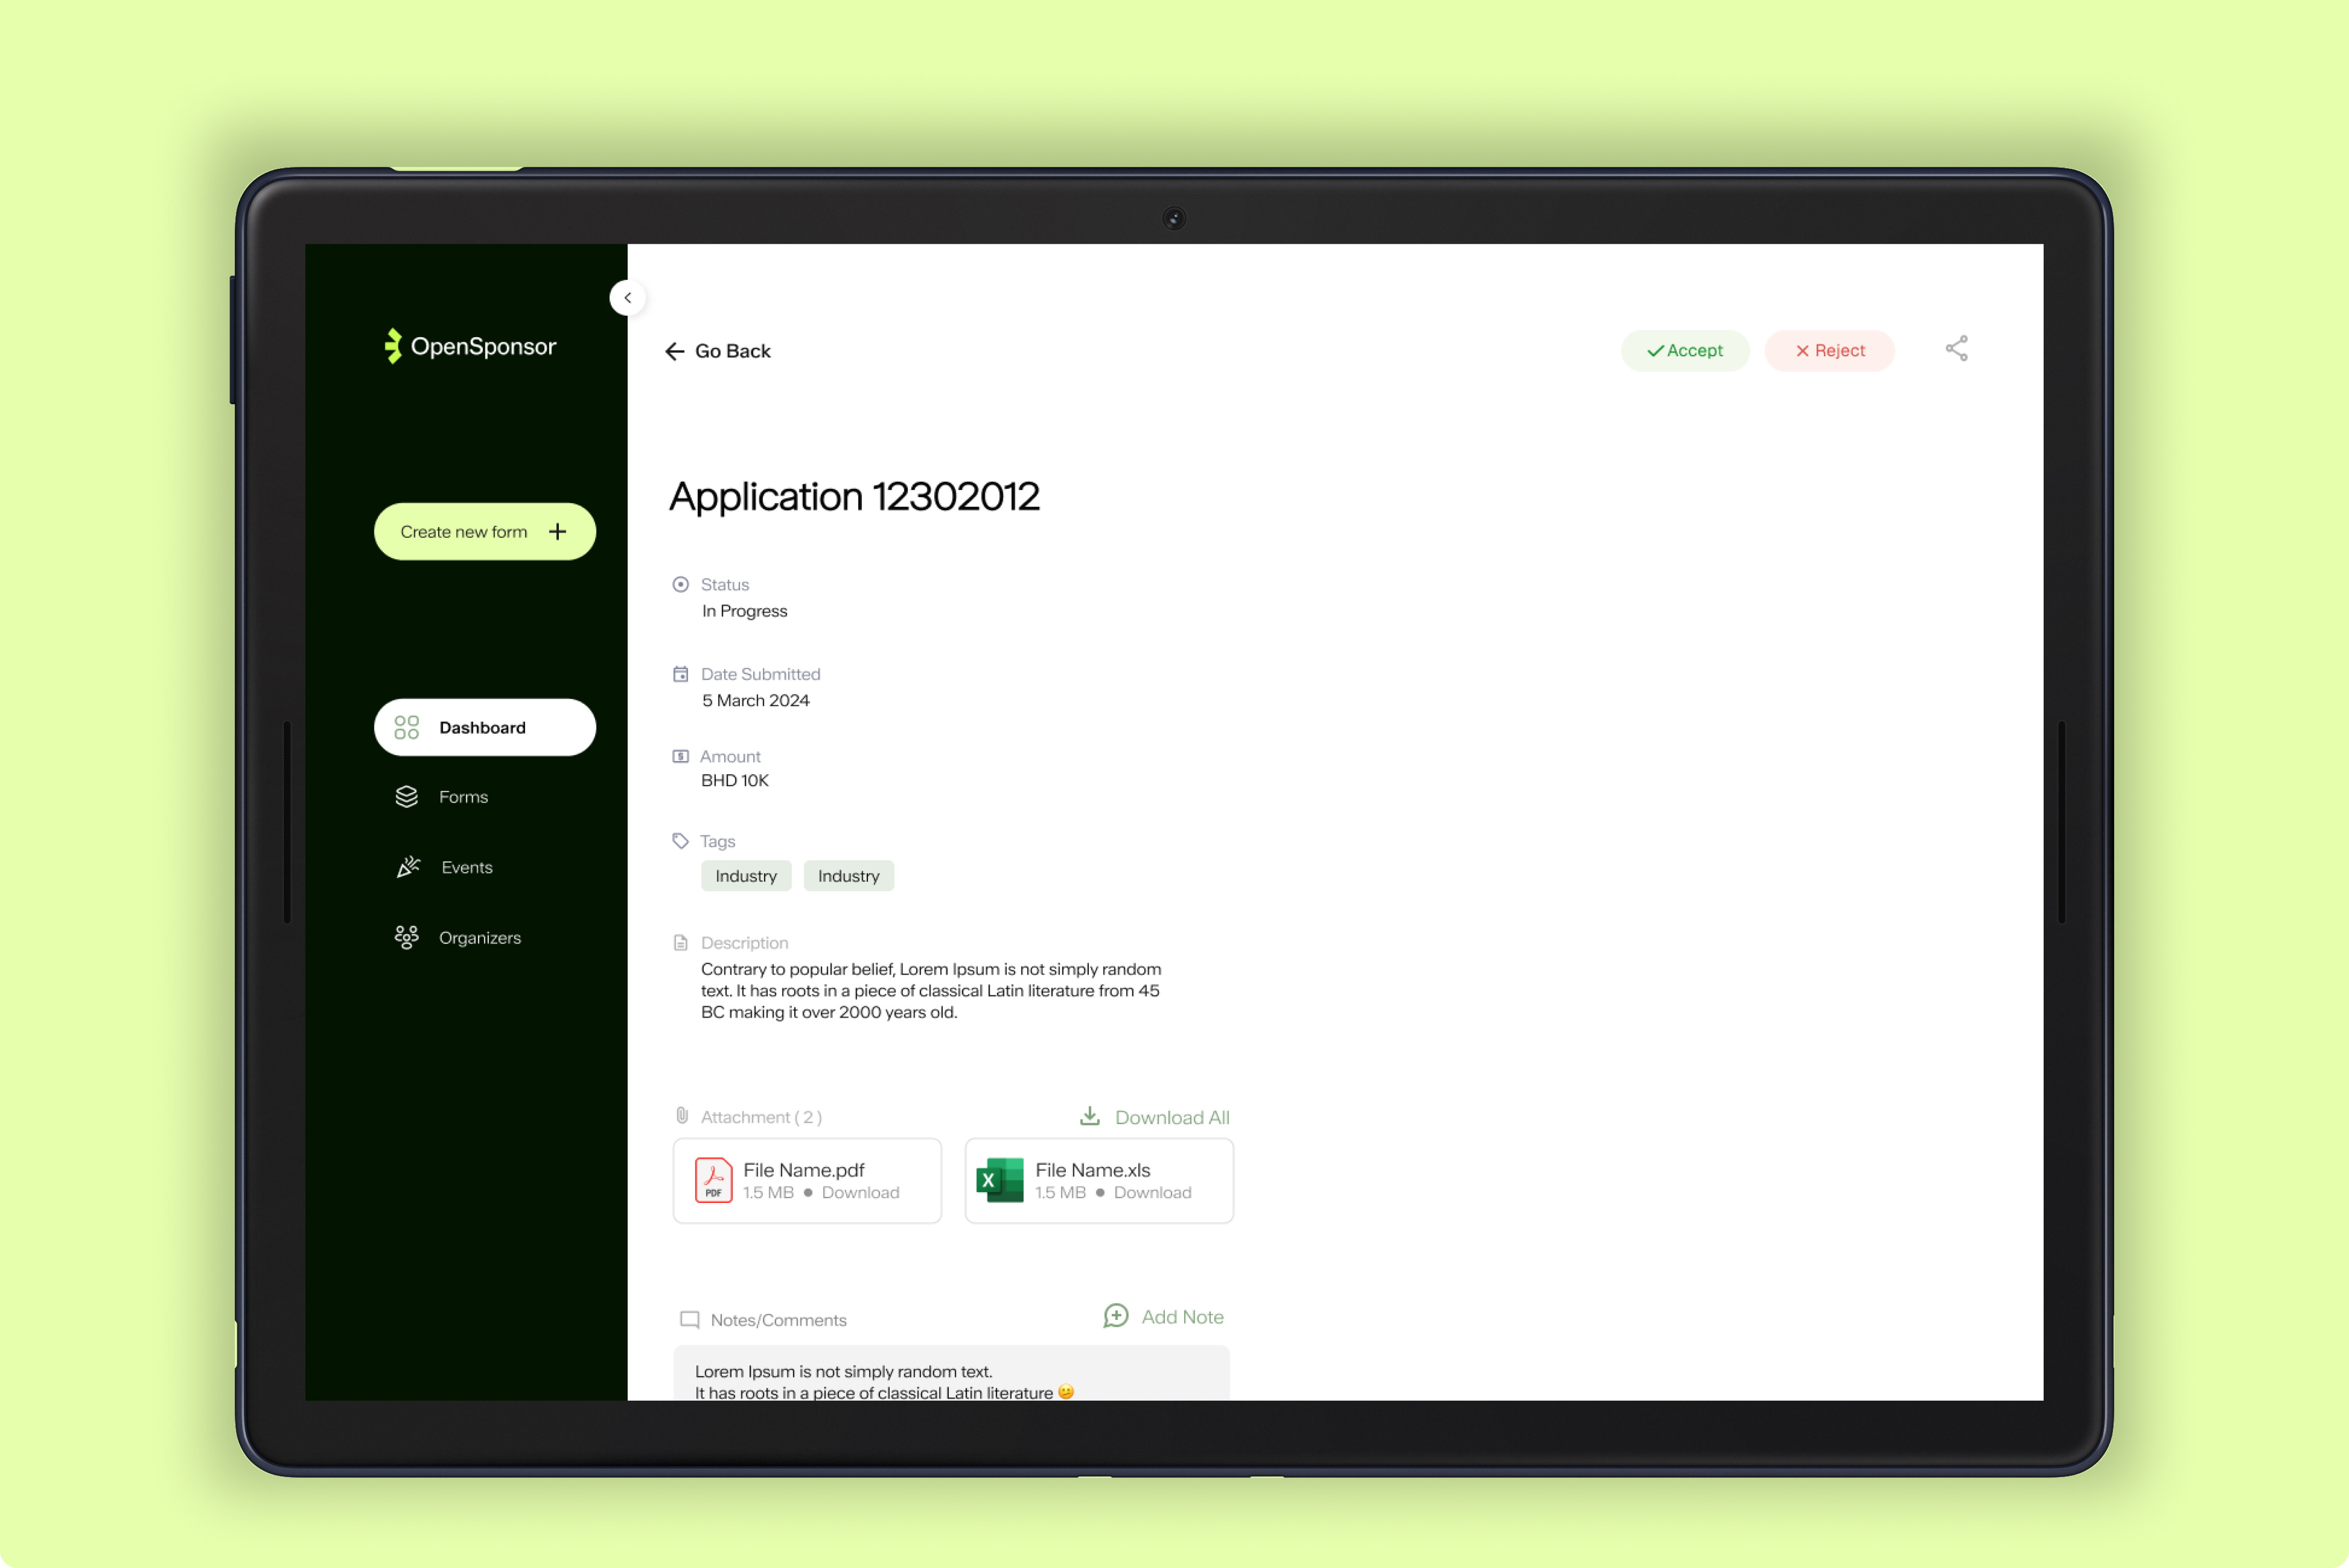 OpenSponsor
Create new form
Dashboard
Forms
Events
Organizers
Go Back
Accept
Reject
Application 12302012
Status
In Progress
Date Submitted
5 March 2024
Amount
BHD 10K
Tags
Industry Industry
Description
Contrary to popular belief, Lorem Ipsum is not simply random
text. It has roots in a piece of classical Latin literature from 45
BC making it over 2000 years old.
Attachment ( 2 )
Download All
PDF
File Name.pdf
1.5 MB ● Download
X
File Name.xls
1.5 MB ● Download
Notes/Comments
Add Note
Lorem Ipsum is not simply random text.
It has roots in a piece of classical Latin literature 🫤